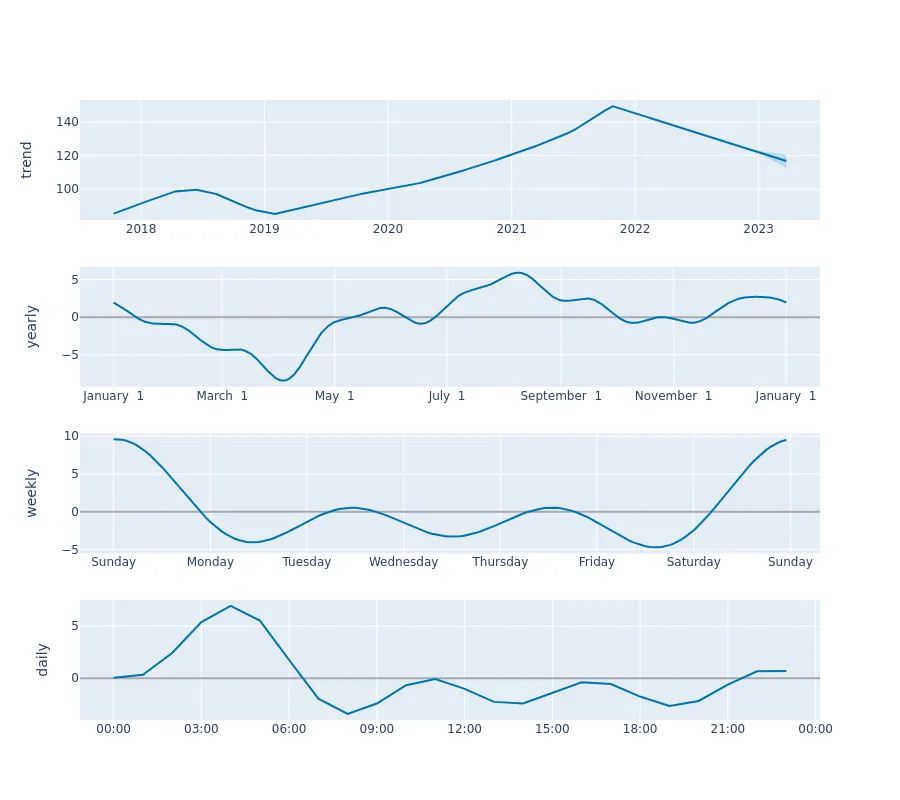 trend
140
120
100
2018 2019 2020 2021 2022 2023
yearly
5
0
−5
January 1 March 1 May 1 July 1 September 1 November 1 January 1
weekly
10
5
0
−5
Sunday Monday Tuesday Wednesday Thursday Friday Saturday Sunday
daily
5
0
00:00 03:00 06:00 09:00 12:00 15:00 18:00 21:00 00:00